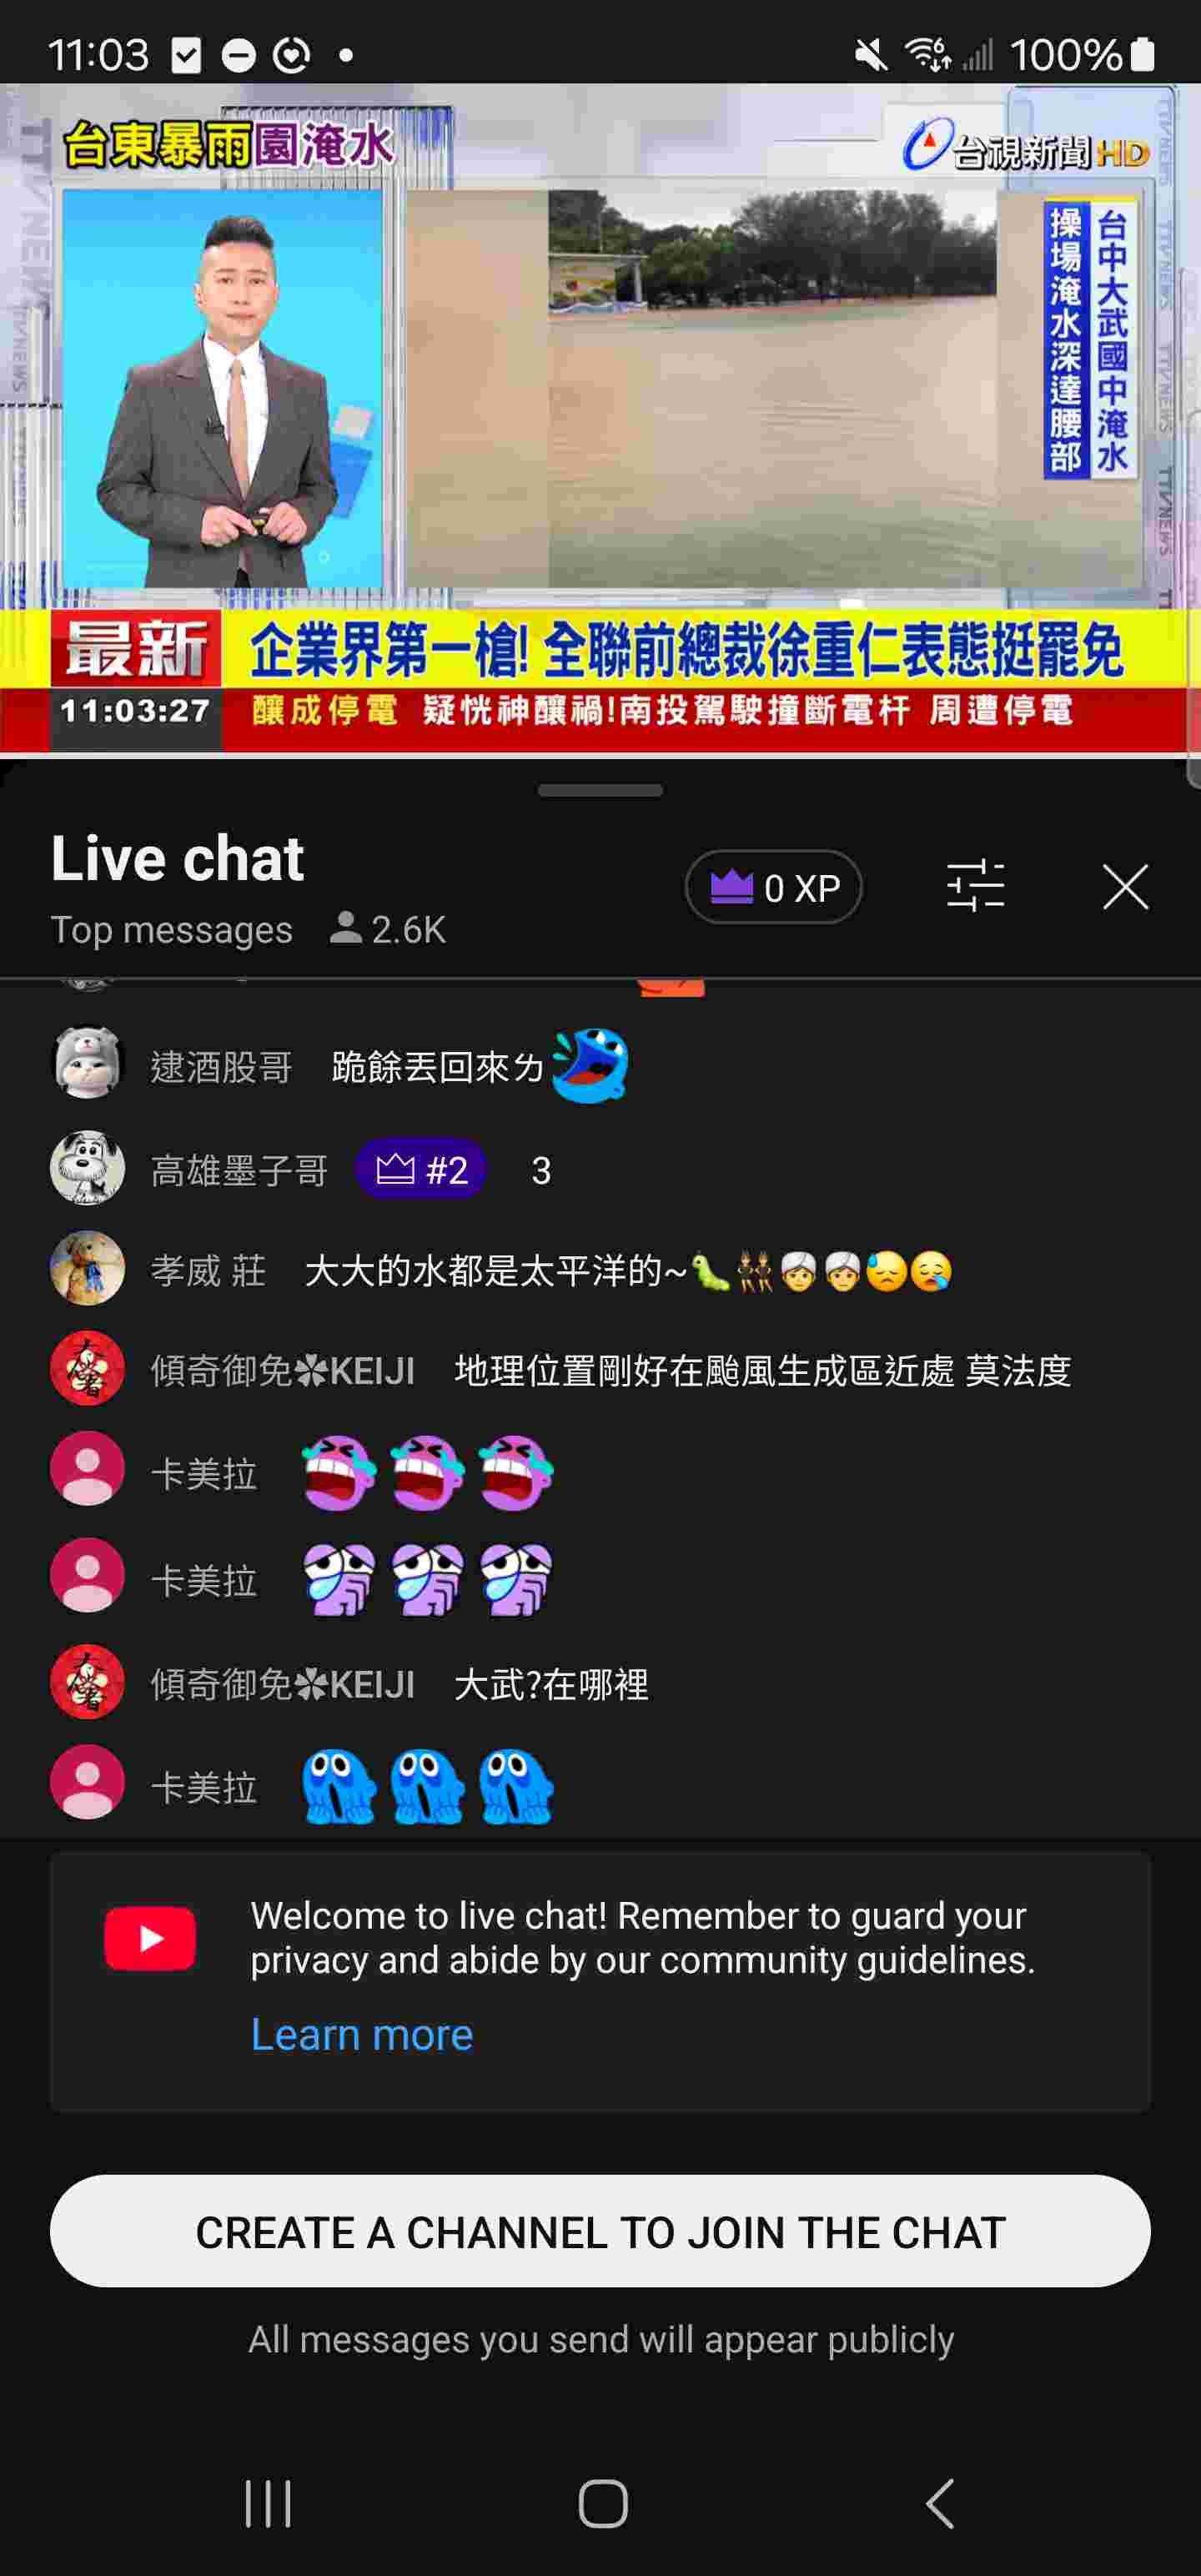 11:03
100%
台東暴雨園淹水
台視新聞HD
台中大武國中淹水
操場淹水深達腰部
TTV NEWS
最新
企業界第一槍! 全聯前總裁徐重仁表態挺罷免
11:03:27
釀成停電 疑恍神釀禍!南投駕駛撞斷電杆 周遭停電
Live chat
Top messages 2.6K
0 XP
逮酒股哥 跪餘丟回來ㄌ
高雄墨子哥 #2 3
孝威 莊 大大的水都是太平洋的~🐛👯👳👳😓😪
傾奇御免✽KEIJI 地理位置剛好在颱風生成區近處 莫法度
卡美拉
卡美拉
傾奇御免✽KEIJI 大武?在哪裡
卡美拉
Welcome to live chat! Remember to guard your
privacy and abide by our community guidelines.
Learn more
CREATE A CHANNEL TO JOIN THE CHAT
All messages you send will appear publicly